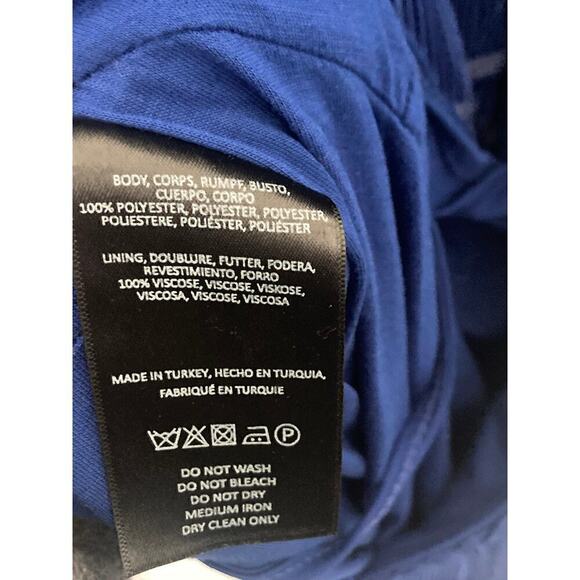 BODY, CORPS, RUMPF, BUSTO,
CUERPO, CORPO
100% POLYESTER, POLYESTER, POLYESTER,
POLIESTERE, POLIÉSTER, POLIÉSTER
LINING, DOUBLURE, FUTTER, FODERA,
REVESTIMIENTO, FORRO
100% VISCOSE, VISCOSE, VISKOSE,
VISCOSA, VISCOSE, VISCOSA
MADE IN TURKEY, HECHO EN TURQUIA,
FABRIQUÉ EN TURQUIE
P
DO NOT WASH
DO NOT BLEACH
DO NOT DRY
MEDIUM IRON
DRY CLEAN ONLY